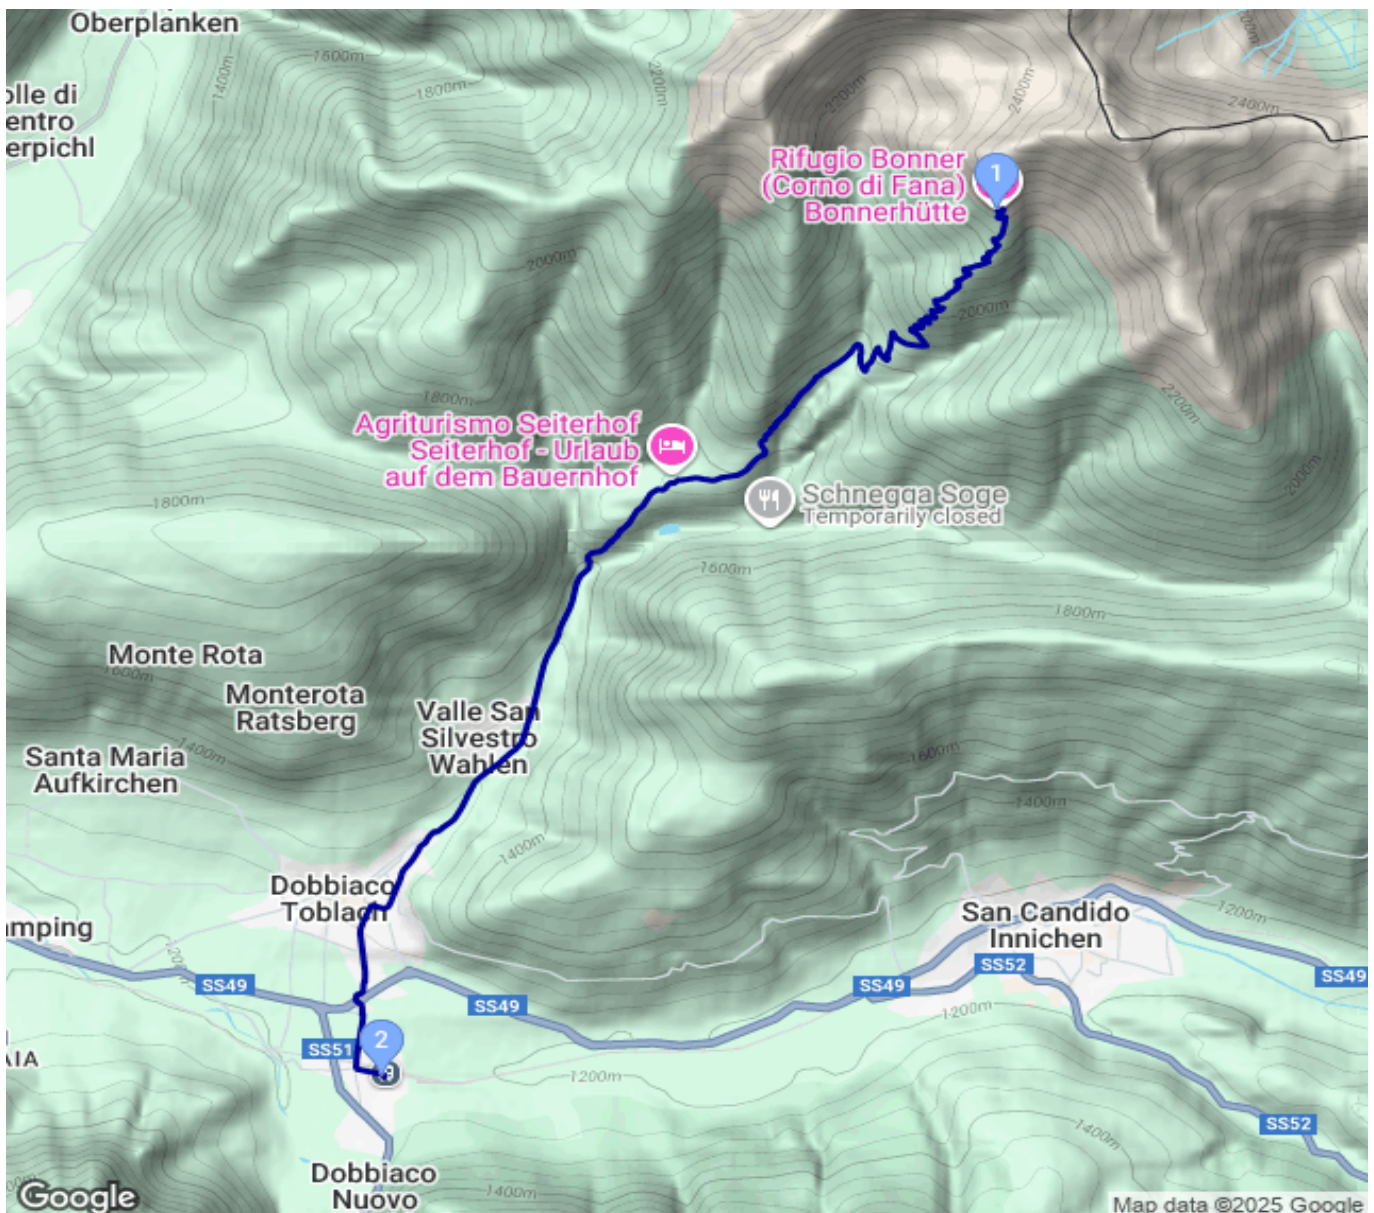 Oberplanken
1400m
1600m
1800m
2200m
2200m
2400m
2400m
olle di
entro
erpichl
Rifugio Bonner
(Corno di Fana)
Bonnerhütte
1
2000m
2000m
2200m
2000m
1800m
Agriturismo Seiterhof
Seiterhof - Urlaub
auf dem Bauernhof
Schnegga Soge
Temporarily closed
1800m
1600m
1800m
Monte Rota
1600m
Monterota
Ratsberg
Valle San
Silvestro
Wahlen
Santa Maria
Aufkirchen
1400m
1600m
1400m
1400m
Dobbiaco
Toblach
San Candido
Innichen
1200m
amping
SS49
SS49
SS49
SS52
SS49
1200m
SS51
2
AIA
1200m
SS52
1400m
Dobbiaco
Nuovo
1400m
Google
Map data ©2025 Google